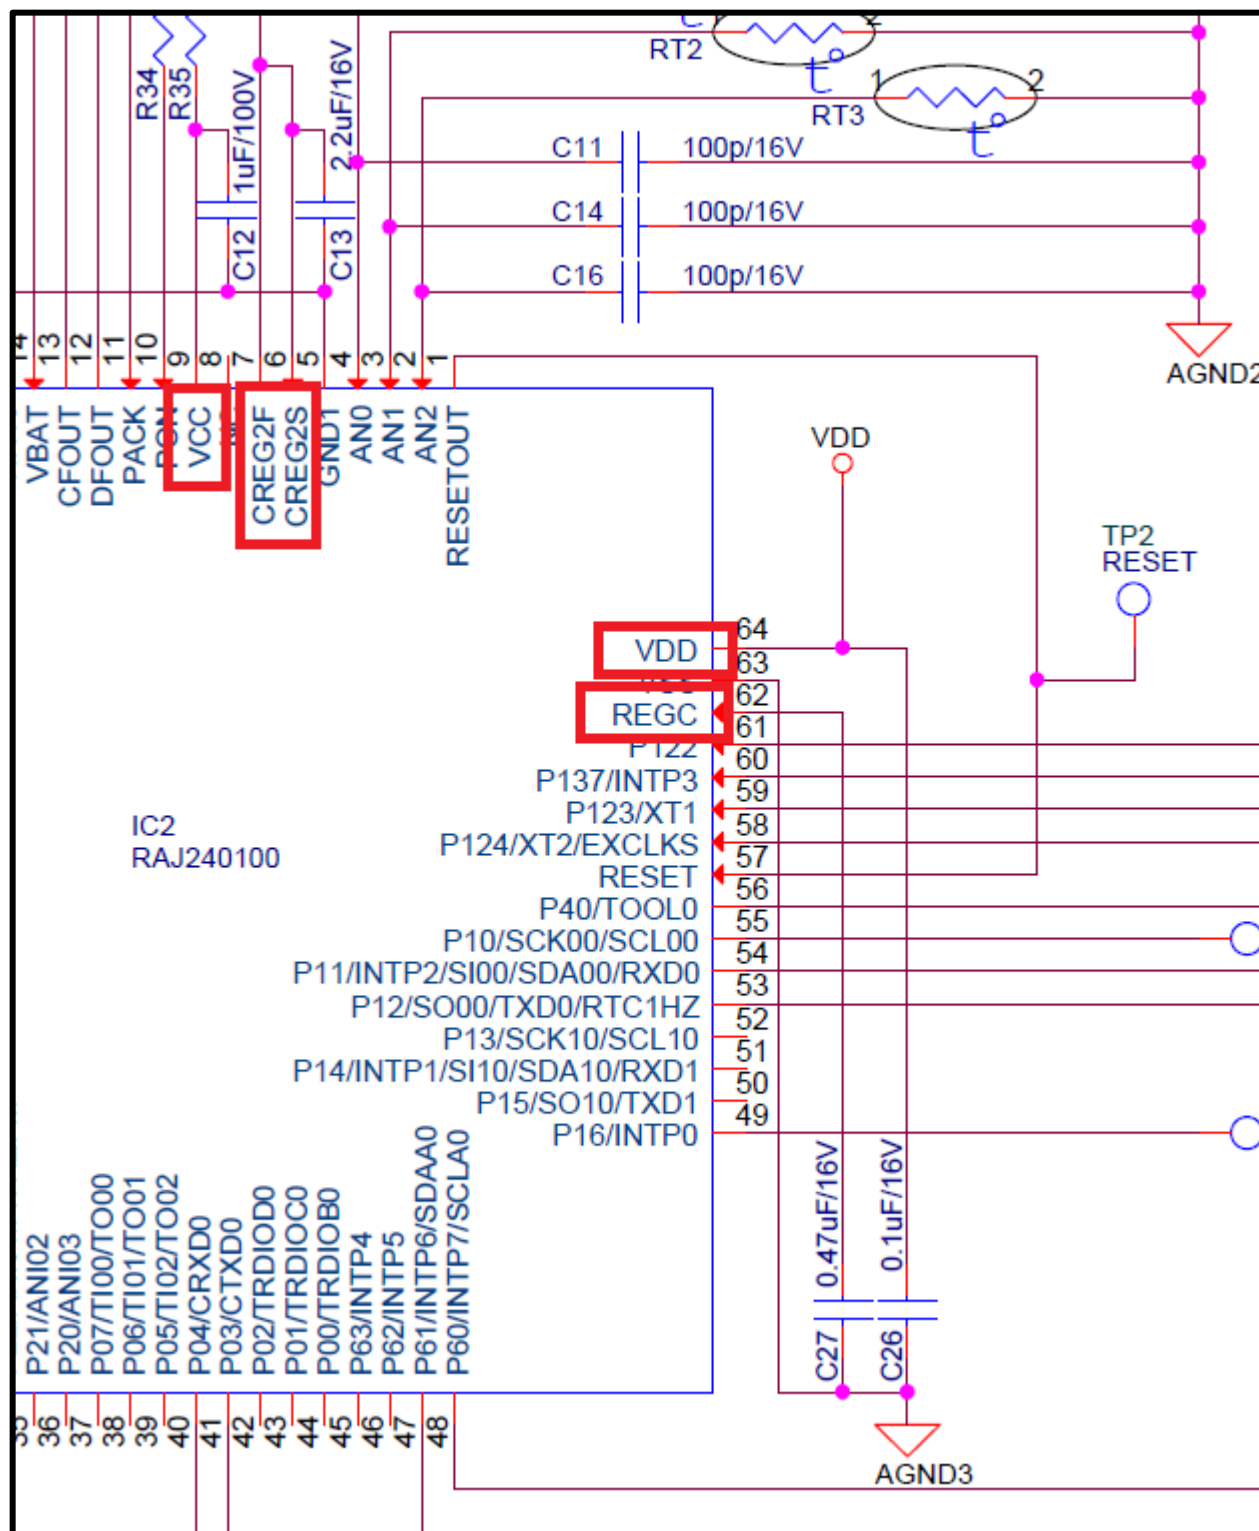 2
RT2
t°
1
2
RT3
t°
R34
R35
1uF/100V
2.2uF/16V
C12
C13
C11
100p/16V
C14
100p/16V
C16
100p/16V
AGND2
14
13
12
11
10
9
8
7
6
5
4
3
2
1
VBAT
CFOUT
DFOUT
PACK
PON
VCC
CREG2F
CREG2S
GND1
AN0
AN1
AN2
RESETOUT
VDD
TP2
RESET
VDD
64
63
REGC
62
P122
61
P137/INTP3
60
P123/XT1
59
P124/XT2/EXCLKS
58
RESET
57
P40/TOOL0
56
P10/SCK00/SCL00
55
P11/INTP2/SI00/SDA00/RXD0
54
P12/SO00/TXD0/RTC1HZ
53
P13/SCK10/SCL10
52
P14/INTP1/SI10/SDA10/RXD1
51
P15/SO10/TXD1
50
P16/INTP0
49
IC2
RAJ240100
P21/ANI02
P20/ANI03
P07/TI00/TO00
P06/TI01/TO01
P05/TI02/TO02
P04/CRXD0
P03/CTXD0
P02/TRDIOD0
P01/TRDIOC0
P00/TRDIOB0
P63/INTP4
P62/INTP5
P61/INTP6/SDAA0
P60/INTP7/SCLA0
35
36
37
38
39
40
41
42
43
44
45
46
47
48
0.47uF/16V
0.1uF/16V
C27
C26
AGND3